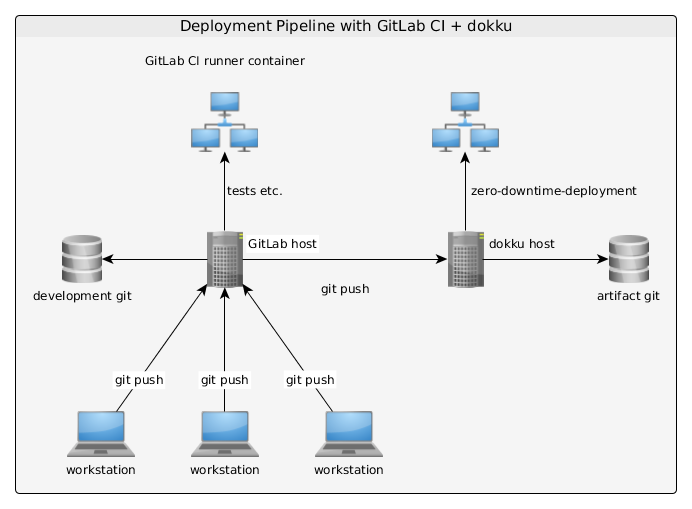 Deployment Pipeline with GitLab CI + dokku
GitLab CI runner container
tests etc.
zero-downtime-deployment
GitLab host
dokku host
development git
git push
artifact git
git push
git push
git push
workstation
workstation
workstation